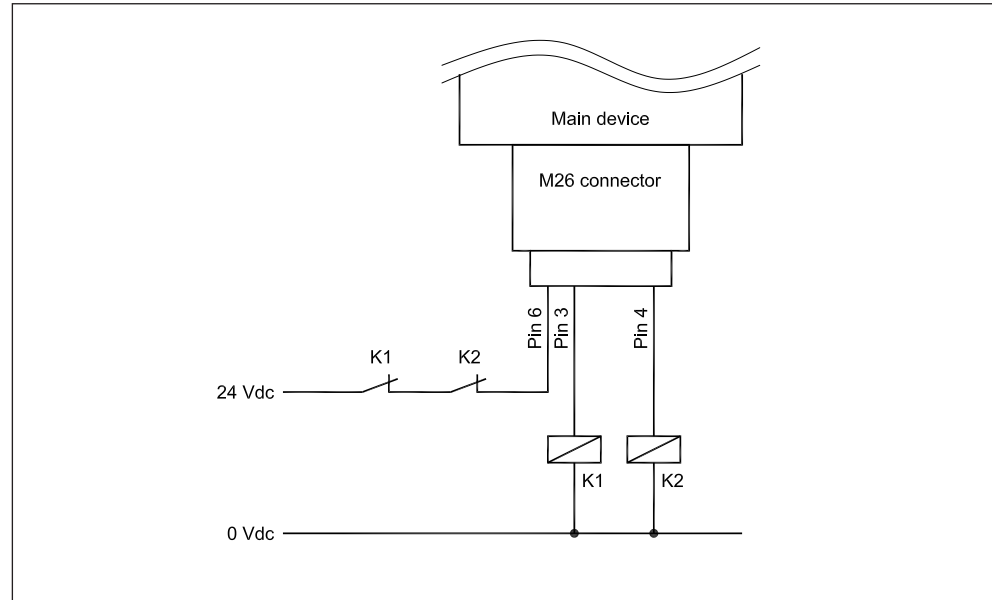 Main device
M26 connector
Pin 6
Pin 3
Pin 4
K1
K2
24 Vdc
K1
K2
0 Vdc